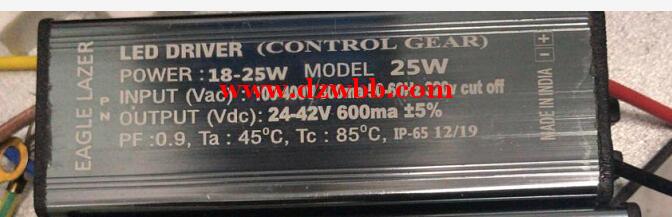 EAGLE LAZER
LED DRIVER (CONTROL GEAR)
POWER : 18-25W MODEL 25W
P INPUT (Vac) : cut off
www.dzwbb.com
N OUTPUT (Vdc): 24-42V 600ma ±5%
PF :0.9, Ta : 45°C, Tc : 85°C, IP-65 12/19
MADE IN INDIA
- +